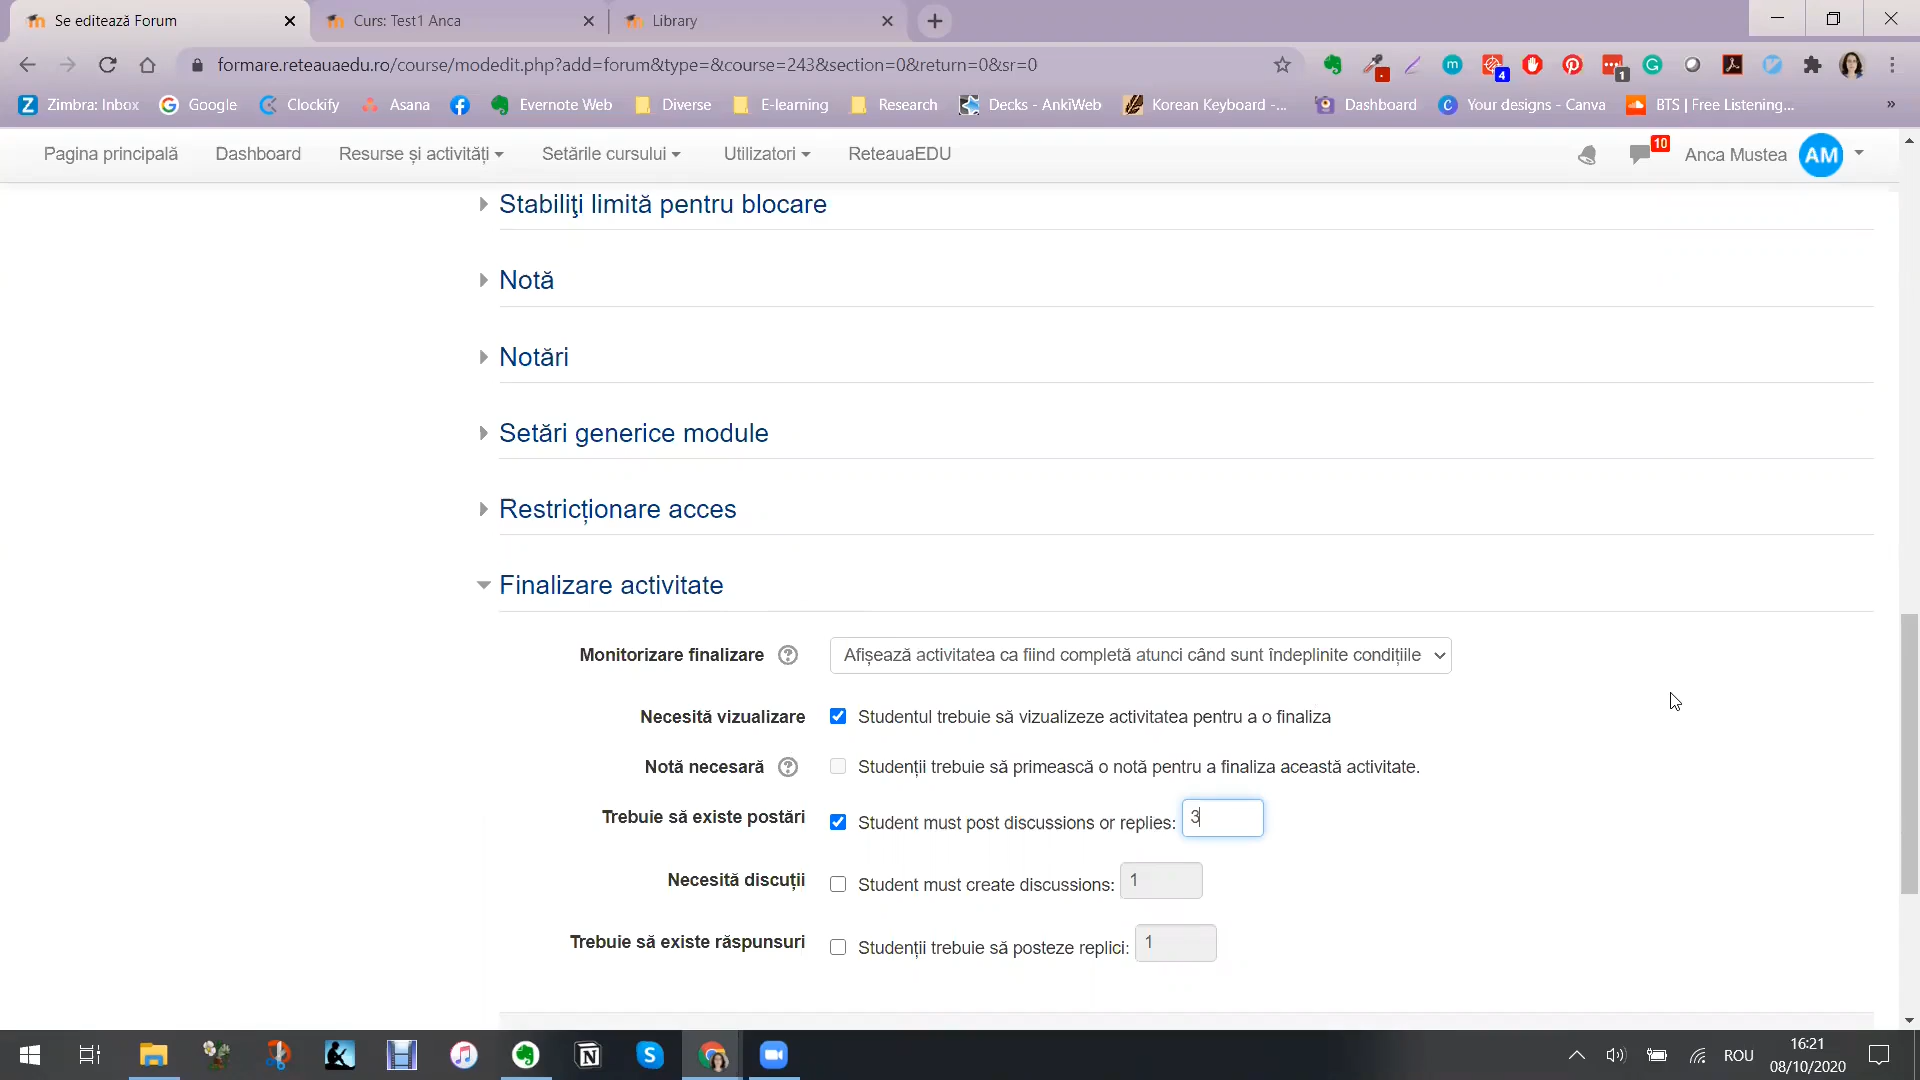 Se editează Forum
Curs: Test1 Anca
Library
formare.reteauaedu.ro/course/modedit.php?add=forum&type=&course=243&section=0&return=0&sr=0
4
1
Zimbra: Inbox
Google
Clockify
Asana
Evernote Web
Diverse
E-learning
Research
Decks - AnkiWeb
Korean Keyboard -...
Dashboard
Your designs - Canva
BTS | Free Listening...
»
Pagina principală
Dashboard
Resurse și activități
Setările cursului
Utilizatori
ReteauaEDU
10
Anca Mustea
AM
Stabiliţi limită pentru blocare
Notă
Notări
Setări generice module
Restricționare acces
Finalizare activitate
Monitorizare finalizare
Afișează activitatea ca fiind completă atunci când sunt îndeplinite condițiile
Necesită vizualizare
Studentul trebuie să vizualizeze activitatea pentru a o finaliza
Notă necesară
Studenții trebuie să primească o notă pentru a finaliza această activitate.
Trebuie să existe postări
Student must post discussions or replies: 3
Necesită discuții
Student must create discussions: 1
Trebuie să existe răspunsuri
Studenții trebuie să posteze replici: 1
ROU
16:21
08/10/2020